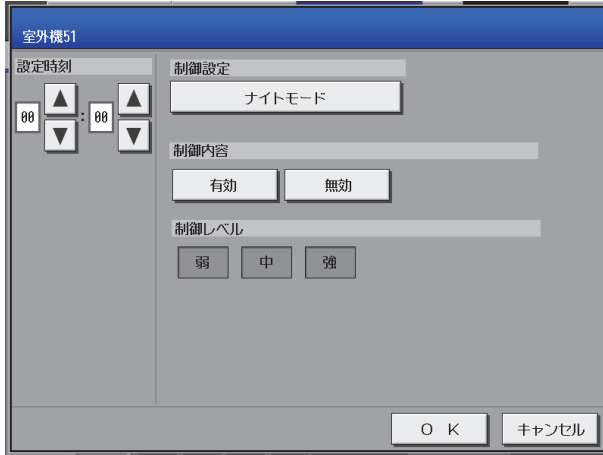 室外機51
設定時刻
00 : 00
制御設定
ナイトモード
制御内容
有効 無効
制御レベル
弱 中 強
O K キャンセル